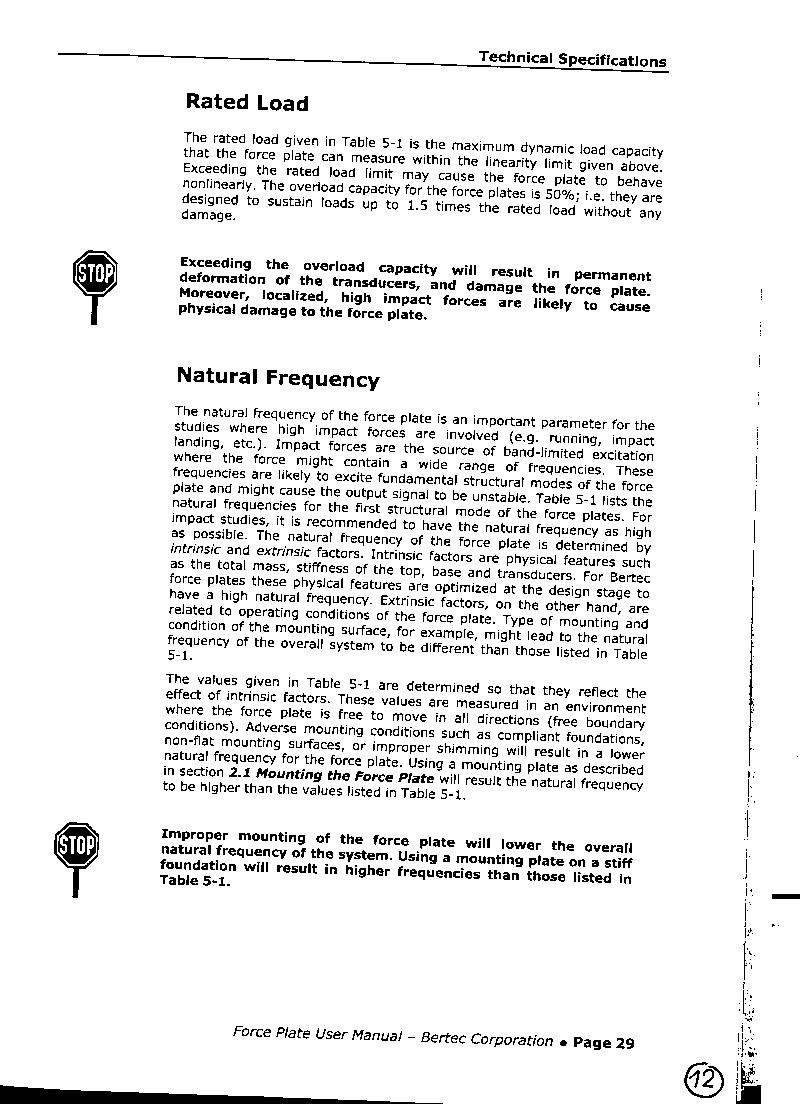 Technical Specifications
Rated Load
The rated load given in Table 5-1 is the maximum dynamic load capacity
that the force plate can measure within the linearity limit given above.
Exceeding the rated load limit may cause the force plate to behave
nonlinearly. The overload capacity for the force plates is 50%; i.e. they are
designed to sustain loads up to 1.5 times the rated load without any
damage.
STOP
Exceeding the overload capacity will result in permanent
deformation of the transducers, and damage the force plate.
Moreover, localized, high impact forces are likely to cause
physical damage to the force plate.
Natural Frequency
The natural frequency of the force plate is an important parameter for the
studies where high impact forces are involved (e.g. running, impact
landing, etc.). Impact forces are the source of band-limited excitation
where the force might contain a wide range of frequencies. These
frequencies are likely to excite fundamental structural modes of the force
plate and might cause the output signal to be unstable. Table 5-1 lists the
natural frequencies for the first structural mode of the force plates. For
impact studies, it is recommended to have the natural frequency as high
as possible. The natural frequency of the force plate is determined by
intrinsic and extrinsic factors. Intrinsic factors are physical features such
as the total mass, stiffness of the top, base and transducers. For Bertec
force plates these physical features are optimized at the design stage to
have a high natural frequency. Extrinsic factors, on the other hand, are
related to operating conditions of the force plate. Type of mounting and
condition of the mounting surface, for example, might lead to the natural
frequency of the overall system to be different than those listed in Table
5-1.
The values given in Table 5-1 are determined so that they reflect the
effect of intrinsic factors. These values are measured in an environment
where the force plate is free to move in all directions (free boundary
conditions). Adverse mounting conditions such as compliant foundations,
non-flat mounting surfaces, or improper shimming will result in a lower
natural frequency for the force plate. Using a mounting plate as described
in section 2.1 Mounting the Force Plate will result the natural frequency
to be higher than the values listed in Table 5-1.
STOP
Improper mounting of the force plate will lower the overall
natural frequency of the system. Using a mounting plate on a stiff
foundation will result in higher frequencies than those listed in
Table 5-1.
Force Plate User Manual – Bertec Corporation • Page 29
12